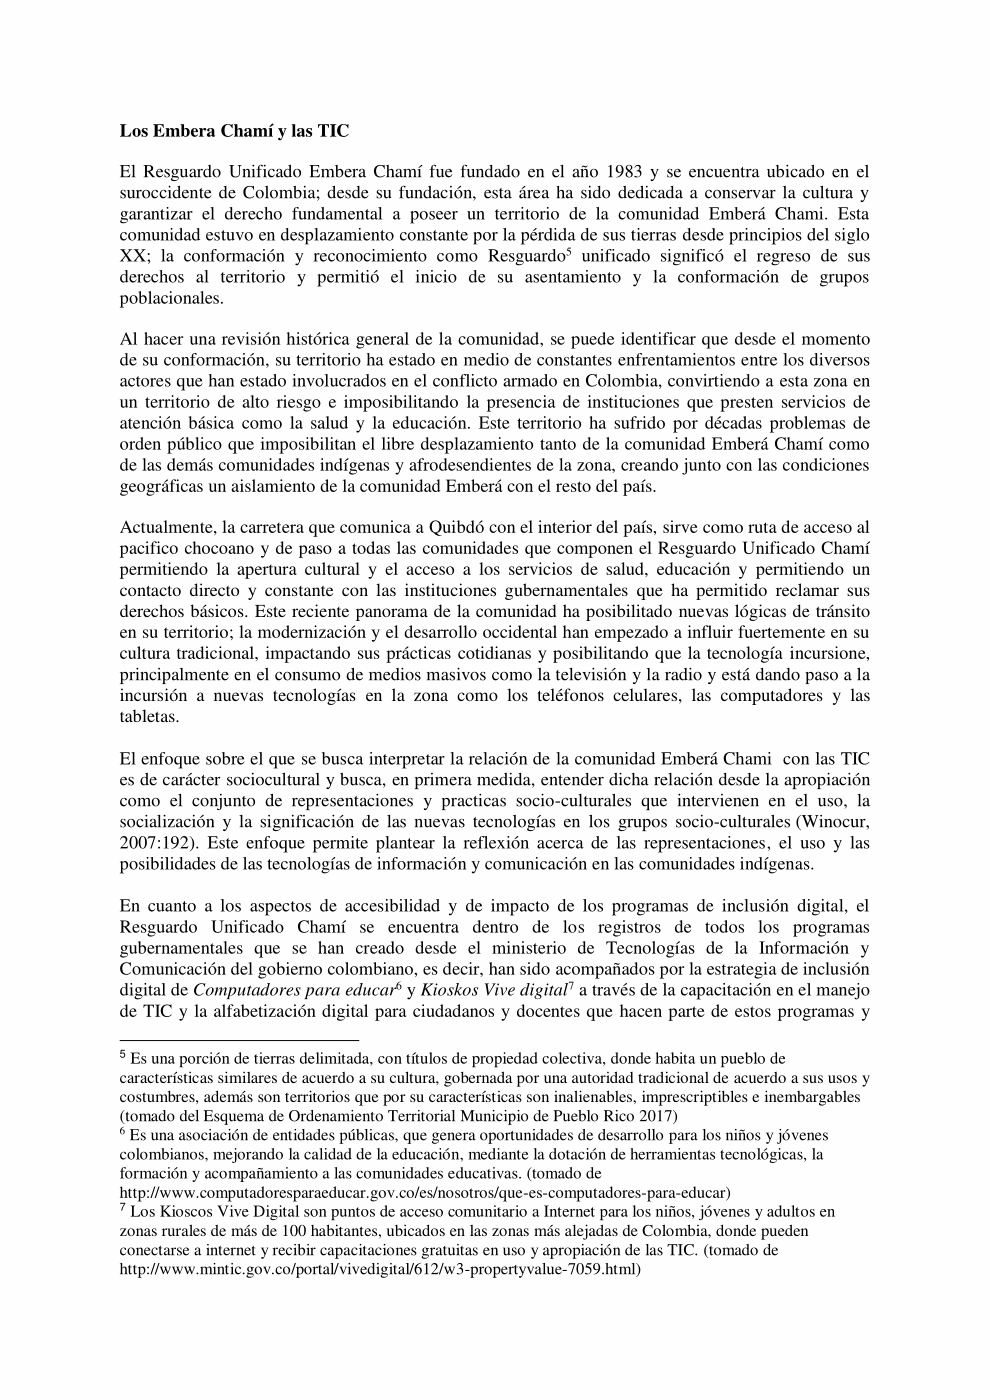 Los Embera Chamí y las TIC
El Resguardo Unificado Embera Chamí fue fundado en el año 1983 y se encuentra ubicado en el
suroccidente de Colombia; desde su fundación, esta área ha sido dedicada a conservar la cultura y
garantizar el derecho fundamental a poseer un territorio de la comunidad Emberá Chami. Esta
comunidad estuvo en desplazamiento constante por la pérdida de sus tierras desde principios del siglo
XX; la conformación y reconocimiento como Resguardo5 unificado significó el regreso de sus
derechos al territorio y permitió el inicio de su asentamiento y la conformación de grupos
poblacionales.
Al hacer una revisión histórica general de la comunidad, se puede identificar que desde el momento
de su conformación, su territorio ha estado en medio de constantes enfrentamientos entre los diversos
actores que han estado involucrados en el conflicto armado en Colombia, convirtiendo a esta zona en
un territorio de alto riesgo e imposibilitando la presencia de instituciones que presten servicios de
atención básica como la salud y la educación. Este territorio ha sufrido por décadas problemas de
orden público que imposibilitan el libre desplazamiento tanto de la comunidad Emberá Chamí como
de las demás comunidades indígenas y afrodesendientes de la zona, creando junto con las condiciones
geográficas un aislamiento de la comunidad Emberá con el resto del país.
Actualmente, la carretera que comunica a Quibdó con el interior del país, sirve como ruta de acceso al
pacifico chocoano y de paso a todas las comunidades que componen el Resguardo Unificado Chamí
permitiendo la apertura cultural y el acceso a los servicios de salud, educación y permitiendo un
contacto directo y constante con las instituciones gubernamentales que ha permitido reclamar sus
derechos básicos. Este reciente panorama de la comunidad ha posibilitado nuevas lógicas de tránsito
en su territorio; la modernización y el desarrollo occidental han empezado a influir fuertemente en su
cultura tradicional, impactando sus prácticas cotidianas y posibilitando que la tecnología incursione,
principalmente en el consumo de medios masivos como la televisión y la radio y está dando paso a la
incursión a nuevas tecnologías en la zona como los teléfonos celulares, las computadores y las
tabletas.
El enfoque sobre el que se busca interpretar la relación de la comunidad Emberá Chami  con las TIC
es de carácter sociocultural y busca, en primera medida, entender dicha relación desde la apropiación
como el conjunto de representaciones y practicas socio-culturales que intervienen en el uso, la
socialización y la significación de las nuevas tecnologías en los grupos socio-culturales (Winocur,
2007:192). Este enfoque permite plantear la reflexión acerca de las representaciones, el uso y las
posibilidades de las tecnologías de información y comunicación en las comunidades indígenas.
En cuanto a los aspectos de accesibilidad y de impacto de los programas de inclusión digital, el
Resguardo Unificado Chamí se encuentra dentro de los registros de todos los programas
gubernamentales que se han creado desde el ministerio de Tecnologías de la Información y
Comunicación del gobierno colombiano, es decir, han sido acompañados por la estrategia de inclusión
digital de Computadores para educar6 y Kioskos Vive digital7 a través de la capacitación en el manejo
de TIC y la alfabetización digital para ciudadanos y docentes que hacen parte de estos programas y
5 Es una porción de tierras delimitada, con títulos de propiedad colectiva, donde habita un pueblo de
características similares de acuerdo a su cultura, gobernada por una autoridad tradicional de acuerdo a sus usos y
costumbres, además son territorios que por su características son inalienables, imprescriptibles e inembargables
(tomado del Esquema de Ordenamiento Territorial Municipio de Pueblo Rico 2017)
6 Es una asociación de entidades públicas, que genera oportunidades de desarrollo para los niños y jóvenes
colombianos, mejorando la calidad de la educación, mediante la dotación de herramientas tecnológicas, la
formación y acompañamiento a las comunidades educativas. (tomado de
http://www.computadoresparaeducar.gov.co/es/nosotros/que-es-computadores-para-educar)
7 Los Kioscos Vive Digital son puntos de acceso comunitario a Internet para los niños, jóvenes y adultos en
zonas rurales de más de 100 habitantes, ubicados en las zonas más alejadas de Colombia, donde pueden
conectarse a internet y recibir capacitaciones gratuitas en uso y apropiación de las TIC. (tomado de
http://www.mintic.gov.co/portal/vivedigital/612/w3-propertyvalue-7059.html)